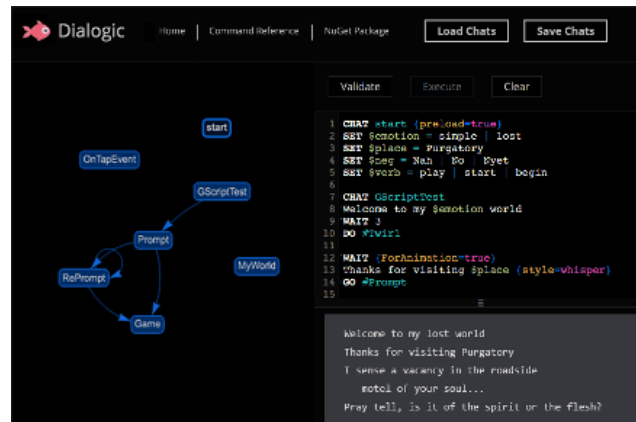 Dialogic
Home | Command Reference | NuGet Package
Load Chats
Save Chats
Validate
Execute
Clear
start
OnTapEvent
GScriptTest
Prompt
MyWorld
RePrompt
Game
1 CHAT start {preload=true}
2 SET $emotion = simple | lost
3 SET $place = Purgatory
4 SET $neg = Nah | No | Nyet
5 SET $verb = play | start | begin
6
7 CHAT GScriptTest
8 Welcome to my $emotion world
9 WAIT 3
10 DO #Twirl
11
12 WAIT {ForAnimation=true}
13 Thanks for visiting $place {style=whisper}
14 GO #Prompt
15
Welcome to my lost world
Thanks for visiting Purgatory
I sense a vacancy in the roadside
motel of your soul...
Pray tell, is it of the spirit or the flesh?